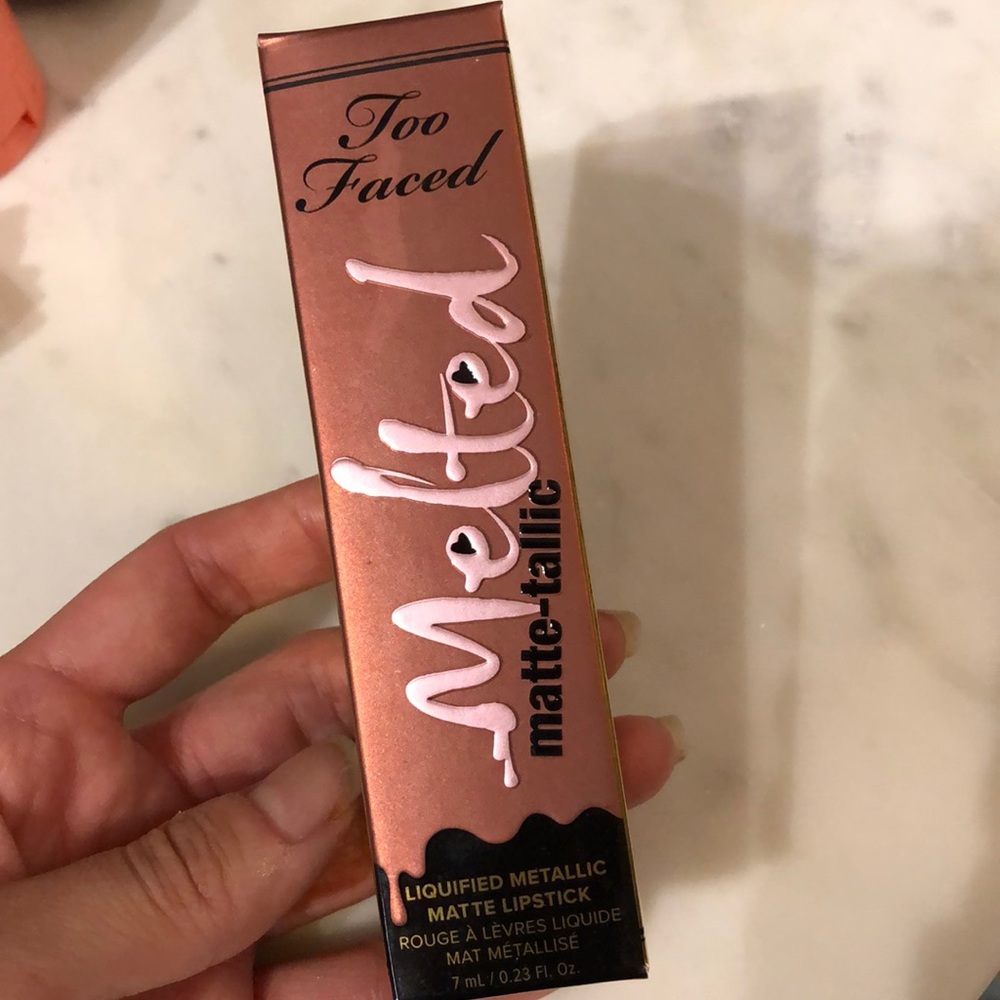 Too
Faced
Melted
matte-tallic
LIQUIFIED METALLIC
MATTE LIPSTICK
ROUGE À LÈVRES LIQUIDE
MAT MÉTALLISÉ
7 mL / 0.23 Fl. Oz.